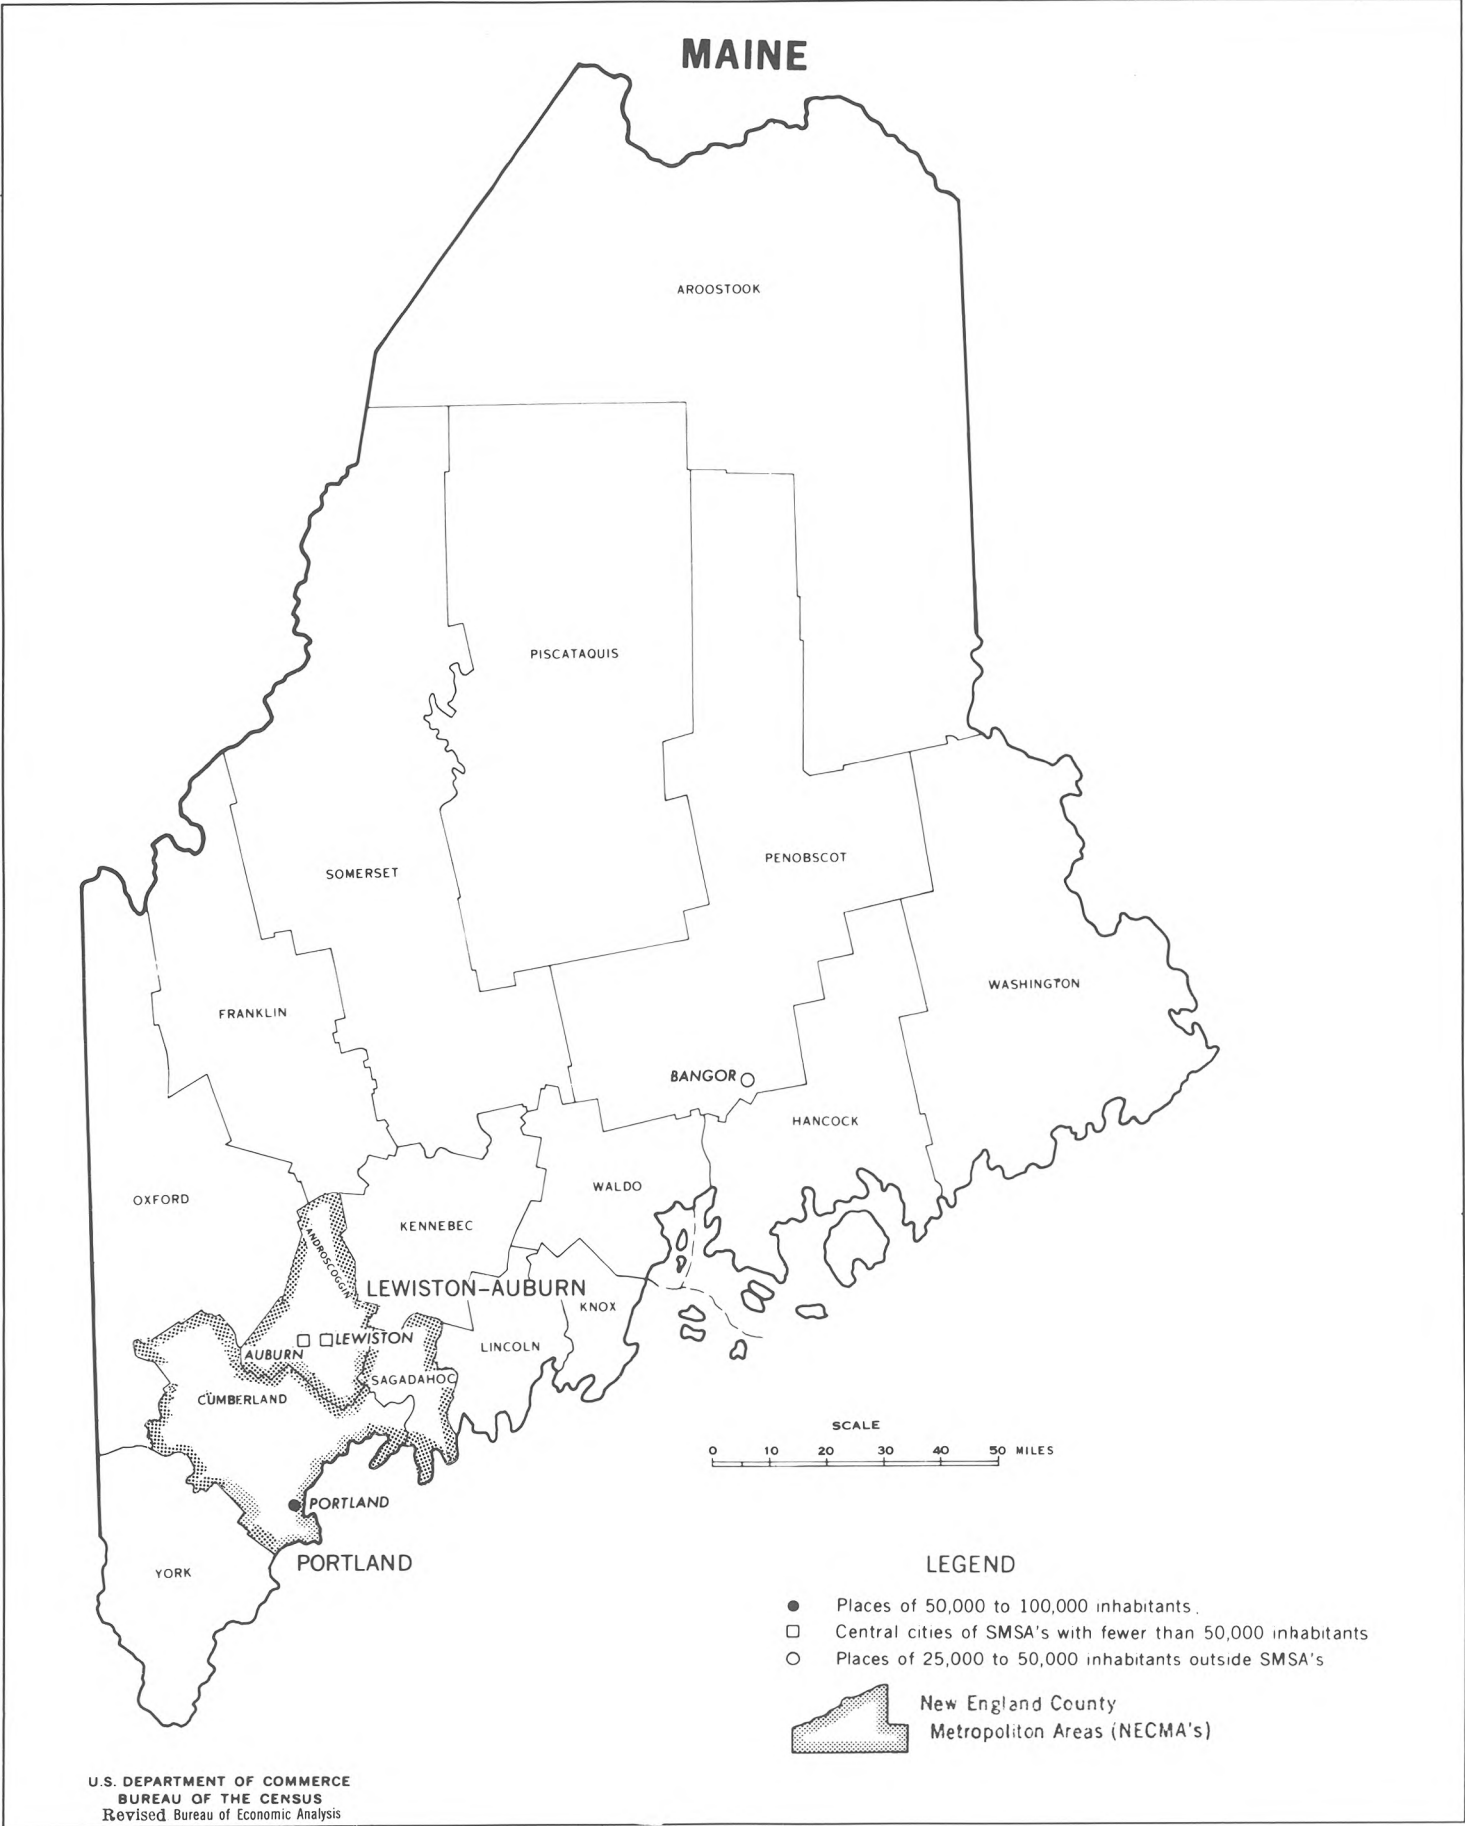 MAINE
AROOSTOOK
PISCATAQUIS
PENOBSCOT
SOMERSET
WASHINGTON
FRANKLIN
BANGOR
HANCOCK
OXFORD
WALDO
KENNEBEC
ANDROSCOGGIN
LEWISTON-AUBURN
KNOX
LEWISTON
AUBURN
LINCOLN
SAGADAHOC
CUMBERLAND
SCALE
0 10 20 30 40 50 MILES
PORTLAND
PORTLAND
YORK
LEGEND
Places of 50,000 to 100,000 inhabitants.
Central cities of SMSA's with fewer than 50,000 inhabitants
Places of 25,000 to 50,000 inhabitants outside SMSA's
New England County
Metropoliton Areas (NECMA's)
U.S. DEPARTMENT OF COMMERCE
BUREAU OF THE CENSUS
Revised Bureau of Economic Analysis